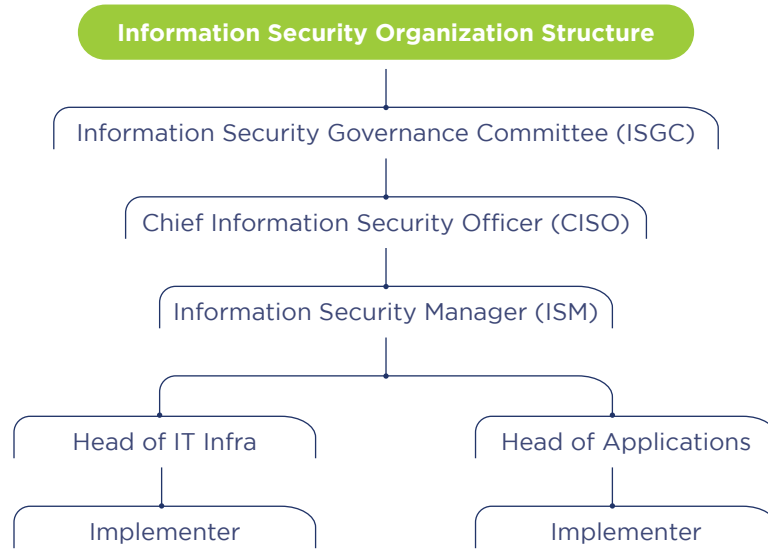 Information Security Organization Structure
Information Security Governance Committee (ISGC)
Chief Information Security Officer (CISO)
Information Security Manager (ISM)
Head of IT Infra
Head of Applications
Implementer
Implementer